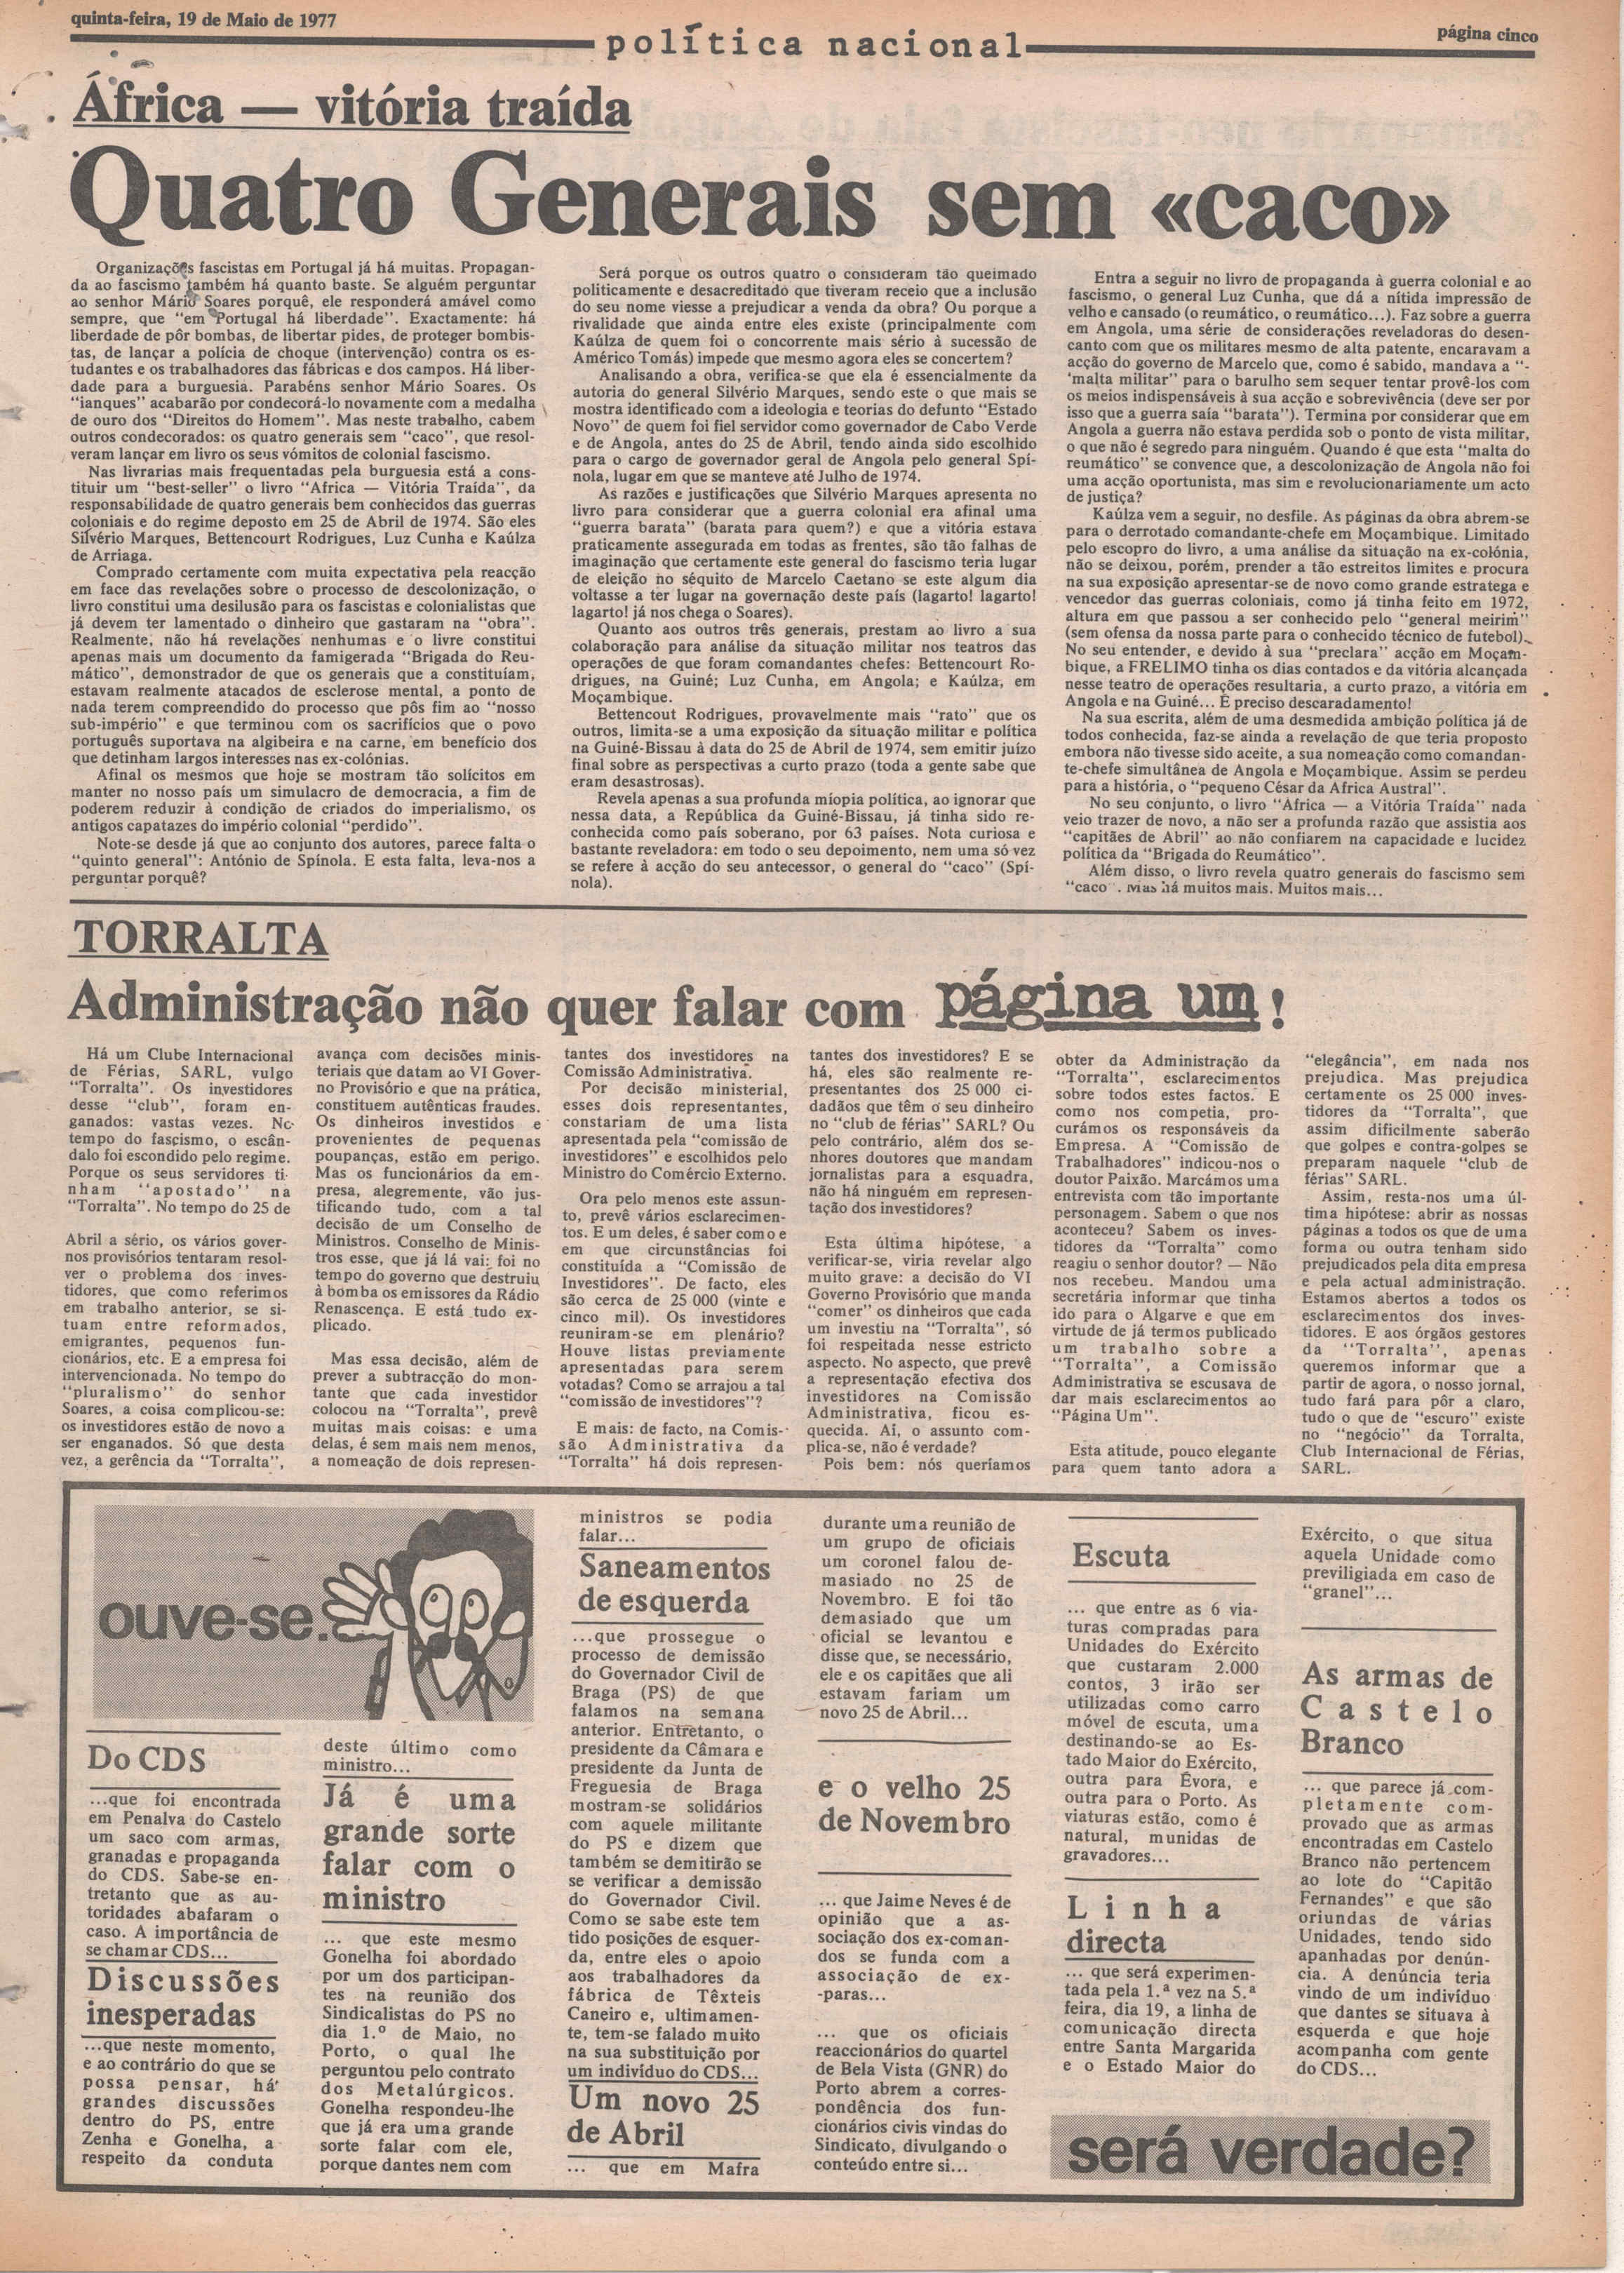 quinta-feira, 19 de Maio de 1977
política nacional
página cinco
África — vitória traída
Quatro Generais sem «caco»
Organizações fascistas em Portugal já há muitas. Propagan-
da ao fascismo também há quanto baste. Se alguém perguntar
ao senhor Mário Soares porquê, ele responderá amável como
sempre, que "em Portugal há liberdade". Exactamente: há
liberdade de pôr bombas, de libertar pides, de proteger bombis-
tas, de lançar a polícia de choque (intervenção) contra os es-
tudantes e os trabalhadores das fábricas e dos campos. Há liber-
dade para a burguesia. Parabéns senhor Mário Soares. Os
"ianques" acabarão por condecorá-lo novamente com a medalha
de ouro dos "Direitos do Homem". Mas neste trabalho, cabem
outros condecorados: os quatro generais sem "caco", que resol-
veram lançar em livro os seus vómitos de colonial fascismo.
Nas livrarias mais frequentadas pela burguesia está a cons-
tituir um "best-seller" o livro "Africa — Vitória Traída", da
responsabilidade de quatro generais bem conhecidos das guerras
coloniais e do regime deposto em 25 de Abril de 1974. São eles
Silvério Marques, Bettencourt Rodrigues, Luz Cunha e Kaúlza
de Arriaga.
Comprado certamente com muita expectativa pela reacção
em face das revelações sobre o processo de descolonização, o
livro constitui uma desilusão para os fascistas e colonialistas que
já devem ter lamentado o dinheiro que gastaram na "obra".
Realmente, não há revelações nenhumas e o livre constitui
apenas mais um documento da famigerada "Brigada do Reu-
mático", demonstrador de que os generais que a constituíam,
estavam realmente atacados de esclerose mental, a ponto de
nada terem compreendido do processo que pôs fim ao "nosso
sub-império" e que terminou com os sacrifícios que o povo
português suportava na algibeira e na carne, em benefício dos
que detinham largos interesses nas ex-colónias.
Afinal os mesmos que hoje se mostram tão solícitos em
manter no nosso país um simulacro de democracia, a fim de
poderem reduzir à condição de criados do imperialismo, os
antigos capatazes do império colonial "perdido".
Note-se desde já que ao conjunto dos autores, parece falta o
"quinto general": António de Spínola. E esta falta, leva-nos a
perguntar porquê?
Será porque os outros quatro o consideram tão queimado
politicamente e desacreditado que tiveram receio que a inclusão
do seu nome viesse a prejudicar a venda da obra? Ou porque a
rivalidade que ainda entre eles existe (principalmente com
Kaúlza de quem foi o concorrente mais sério à sucessão de
Américo Tomás) impede que mesmo agora eles se concertem?
Analisando a obra, verifica-se que ela é essencialmente da
autoria do general Silvério Marques, sendo este o que mais se
mostra identificado com a ideologia e teorias do defunto "Estado
Novo" de quem foi fiel servidor como governador de Cabo Verde
e de Angola, antes do 25 de Abril, tendo ainda sido escolhido
para o cargo de governador geral de Angola pelo general Spí-
nola, lugar em que se manteve até Julho de 1974.
As razões e justificações que Silvério Marques apresenta no
livro para considerar que a guerra colonial era afinal uma
"guerra barata" (barata para quem?) e que a vitória estava
praticamente assegurada em todas as frentes, são tão falhas de
imaginação que certamente este general do fascismo teria lugar
de eleição no séquito de Marcelo Caetano se este algum dia
voltasse a ter lugar na governação deste país (lagarto! lagarto!
lagarto! já nos chega o Soares).
Quanto aos outros três generais, prestam ao livro a sua
colaboração para análise da situação militar nos teatros das
operações de que foram comandantes chefes: Bettencourt Ro-
drigues, na Guiné; Luz Cunha, em Angola; e Kaúlza, em
Moçambique.
Bettencout Rodrigues, provavelmente mais "rato" que os
outros, limita-se a uma exposição da situação militar e política
na Guiné-Bissau à data do 25 de Abril de 1974, sem emitir juízo
final sobre as perspectivas a curto prazo (toda a gente sabe que
eram desastrosas).
Revela apenas a sua profunda míopia política, ao ignorar que
nessa data, a República da Guiné-Bissau, já tinha sido re-
conhecida como país soberano, por 63 países. Nota curiosa e
bastante reveladora: em todo o seu depoimento, nem uma só vez
se refere à acção do seu antecessor, o general do "caco" (Spí-
nola).
Entra a seguir no livro de propaganda à guerra colonial e ao
fascismo, o general Luz Cunha, que dá a nítida impressão de
velho e cansado (o reumático, o reumático...). Faz sobre a guerra
em Angola, uma série de considerações reveladoras do desen-
canto com que os militares mesmo de alta patente, encaravam a
acção do governo de Marcelo que, como é sabido, mandava a "-
'malta militar" para o barulho sem sequer tentar provê-los com
os meios indispensáveis à sua acção e sobrevivência (deve ser por
isso que a guerra saía "barata"). Termina por considerar que em
Angola a guerra não estava perdida sob o ponto de vista militar,
o que não é segredo para ninguém. Quando é que esta "malta do
reumático" se convence que, a descolonização de Angola não foi
uma acção oportunista, mas sim e revolucionariamente um acto
de justiça?
Kaúlza vem a seguir, no desfile. As páginas da obra abrem-se
para o derrotado comandante-chefe em Moçambique. Limitado
pelo escopro do livro, a uma análise da situação na ex-colónia,
não se deixou, porém, prender a tão estreitos limites e procura
na sua exposição apresentar-se de novo como grande estratega e
vencedor das guerras coloniais, como já tinha feito em 1972,
altura em que passou a ser conhecido pelo "general meirim"
(sem ofensa da nossa parte para o conhecido técnico de futebol).
No seu entender, e devido à sua "preclara" acção em Moçam-
bique, a FRELIMO tinha os dias contados e da vitória alcançada
nesse teatro de operações resultaria, a curto prazo, a vitória em
Angola e na Guiné... É preciso descaramento!
Na sua escrita, além de uma desmedida ambição política já de
todos conhecida, faz-se ainda a revelação de que teria proposto
embora não tivesse sido aceite, a sua nomeação como comandan-
te-chefe simultânea de Angola e Moçambique. Assim se perdeu
para a história, o "pequeno César da Africa Austral".
No seu conjunto, o livro "Africa — a Vitória Traída" nada
veio trazer de novo, a não ser a profunda razão que assistia aos
"capitães de Abril" ao não confiarem na capacidade e lucidez
política da "Brigada do Reumático".
Além disso, o livro revela quatro generais do fascismo sem
"caco". Mas há muitos mais. Muitos mais...
TORRALTA
Administração não quer falar com página um!
Há um Clube Internacional
de Férias, SARL, vulgo
"Torralta". Os investidores
desse "club", foram en-
ganados: vastas vezes. No
tempo do fascismo, o escân-
dalo foi escondido pelo regime.
Porque os seus servidores ti-
nham "apostado" na
"Torralta". No tempo do 25 de
Abril a sério, os vários gover-
nos provisórios tentaram resol-
ver o problema dos inves-
tidores, que como referimos
em trabalho anterior, se si-
tuam entre reformados,
emigrantes, pequenos fun-
cionários, etc. E a empresa foi
intervencionada. No tempo do
"pluralismo" do senhor
Soares, a coisa complicou-se:
os investidores estão de novo a
ser enganados. Só que desta
vez, a gerência da "Torralta",
avança com decisões minis-
teriais que datam ao VI Gover-
no Provisório e que na prática,
constituem autênticas fraudes.
Os dinheiros investidos e
provenientes de pequenas
poupanças, estão em perigo.
Mas os funcionários da em-
presa, alegremente, vão jus-
tificando tudo, com a tal
decisão de um Conselho de
Ministros. Conselho de Minis-
tros esse, que já lá vai: foi no
tempo do governo que destruiu
à bomba os emissores da Rádio
Renascença. E está tudo ex-
plicado.
Mas essa decisão, além de
prever a subtracção do mon-
tante que cada investidor
colocou na "Torralta", prevê
muitas mais coisas: e uma
delas, é sem mais nem menos,
a nomeação de dois represen-
tantes dos investidores na
Comissão Administrativa.
Por decisão ministerial,
esses dois representantes,
constariam de uma lista
apresentada pela "comissão de
investidores" e escolhidos pelo
Ministro do Comércio Externo.
Ora pelo menos este assun-
to, prevê vários esclarecimen-
tos. E um deles, é saber como e
em que circunstâncias foi
constituída a "Comissão de
Investidores". De facto, eles
são cerca de 25 000 (vinte e
cinco mil). Os investidores
reuniram-se em plenário?
Houve listas previamente
apresentadas para serem
votadas? Como se arrajou a tal
"comissão de investidores"?
E mais: de facto, na Comis-
são Administrativa da
"Torralta" há dois represen-
tantes dos investidores? E se
há, eles são realmente re-
presentantes dos 25 000 ci-
dadãos que têm o seu dinheiro
no "club de férias" SARL? Ou
pelo contrário, além dos se-
nhores doutores que mandam
jornalistas para a esquadra,
não há ninguém em represen-
tação dos investidores?
Esta última hipótese, a
verificar-se, viria revelar algo
muito grave: a decisão do VI
Governo Provisório que manda
"comer" os dinheiros que cada
um investiu na "Torralta", só
foi respeitada nesse estricto
aspecto. No aspecto, que prevê
a representação efectiva dos
investidores na Comissão
Administrativa, ficou es-
quecida. Ai, o assunto com-
plica-se, não é verdade?
Pois bem: nós queríamos
obter da Administração da
"Torralta", esclarecimentos
sobre todos estes factos. E
como nos competia, pro-
curámos os responsáveis da
Empresa. A "Comissão de
Trabalhadores" indicou-nos o
doutor Paixão. Marcámos uma
entrevista com tão importante
personagem. Sabem o que nos
aconteceu? Sabem os inves-
tidores da "Torralta" como
reagiu o senhor doutor? — Não
nos recebeu. Mandou uma
secretária informar que tinha
ido para o Algarve e que em
virtude de já termos publicado
um trabalho sobre a
"Torralta", a Comissão
Administrativa se escusava de
dar mais esclarecimentos ao
"Página Um".
Esta atitude, pouco elegante
para quem tanto adora a
"elegância", em nada nos
prejudica. Mas prejudica
certamente os 25 000 inves-
tidores da "Torralta", que
assim dificilmente saberão
que golpes e contra-golpes se
preparam naquele "club de
férias" SARL.
Assim, resta-nos uma úl-
tima hipótese: abrir as nossas
páginas a todos os que de uma
forma ou outra tenham sido
prejudicados pela dita empresa
e pela actual administração.
Estamos abertos a todos os
esclarecimentos dos inves-
tidores. E aos órgãos gestores
da "Torralta", apenas
queremos informar que a
partir de agora, o nosso jornal,
tudo fará para pôr a claro,
tudo o que de "escuro" existe
no "negócio" da Torralta,
Club Internacional de Férias,
SARL.
ouve-se...
Do CDS
...que foi encontrada
em Penalva do Castelo
um saco com armas,
granadas e propaganda
do CDS. Sabe-se en-
tretanto que as au-
toridades abafaram o
caso. A importância de
se chamar CDS...
Discussões
inesperadas
...que neste momento,
e ao contrário do que se
possa pensar, há
grandes discussões
dentro do PS, entre
Zenha e Gonelha, a
respeito da conduta
deste último como
ministro...
Já é uma
grande sorte
falar com o
ministro
... que este mesmo
Gonelha foi abordado
por um dos participan-
tes na reunião dos
Sindicalistas do PS no
dia 1.º de Maio, no
Porto, o qual lhe
perguntou pelo contrato
dos Metalúrgicos.
Gonelha respondeu-lhe
que já era uma grande
sorte falar com ele,
porque dantes nem com
ministros se podia
falar...
Saneamentos
de esquerda
...que prossegue o
processo de demissão
do Governador Civil de
Braga (PS) de que
falamos na semana
anterior. Entretanto, o
presidente da Câmara e
presidente da Junta de
Freguesia de Braga
mostram-se solidários
com aquele militante
do PS e dizem que
também se demitirão se
se verificar a demissão
do Governador Civil.
Como se sabe este tem
tido posições de esquer-
da, entre eles o apoio
aos trabalhadores da
fábrica de Têxteis
Caneiro e, ultimamen-
te, tem-se falado muito
na sua substituição por
um indivíduo do CDS...
Um novo 25
de Abril
... que em Mafra
durante uma reunião de
um grupo de oficiais
um coronel falou de-
masiado no 25 de
Novembro. E foi tão
demasiado que um
oficial se levantou e
disse que, se necessário,
ele e os capitães que ali
estavam fariam um
novo 25 de Abril...
e o velho 25
de Novembro
... que Jaime Neves é de
opinião que a as-
sociação dos ex-coman-
dos se funda com a
associação de ex-
-paras...
... que os oficiais
reaccionários do quartel
de Bela Vista (GNR) do
Porto abrem a corres-
pondência dos fun-
cionários civis vindas do
Sindicato, divulgando o
conteúdo entre si...
Escuta
... que entre as 6 via-
turas compradas para
Unidades do Exército
que custaram 2.000
contos, 3 irão ser
utilizadas como carro
móvel de escuta, uma
destinando-se ao Es-
tado Maior do Exército,
outra para Évora, e
outra para o Porto. As
viaturas estão, como é
natural, munidas de
gravadores...
Linha
directa
... que será experimen-
tada pela 1.ª vez na 5.ª
feira, dia 19, a linha de
comunicação directa
entre Santa Margarida
e o Estado Maior do
Exército, o que situa
aquela Unidade como
previligiada em caso de
"granel"...
As armas de
Castelo
Branco
... que parece já com-
pletamente com-
provado que as armas
encontradas em Castelo
Branco não pertencem
ao lote do "Capitão
Fernandes" e que são
oriundas de várias
Unidades, tendo sido
apanhadas por denún-
cia. A denúncia teria
vindo de um indivíduo
que dantes se situava à
esquerda e que hoje
acompanha com gente
do CDS...
será verdade?